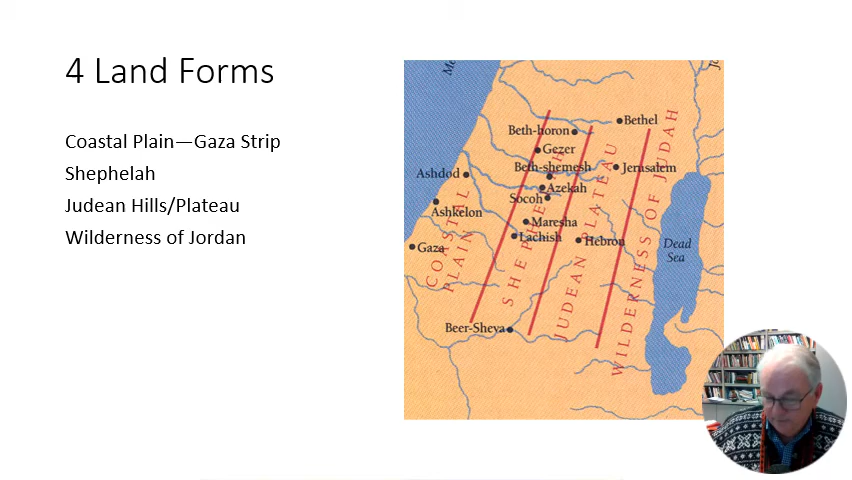 4 Land Forms
Coastal Plain—Gaza Strip
Shephelah
Judean Hills/Plateau
Wilderness of Jordan
Me
Jo
Bethel
Beth-horon
Gezer
Beth-shemesh
Jerusalem
Ashdod
Azekah
Socoh
Ashkelon
Maresha
Lachish
Hebron
Gaza
Dead
Sea
Beer-Sheva
COASTAL
PLAIN
SHEPHELAH
JUDEAN PLATEAU
WILDERNESS OF JUDAH